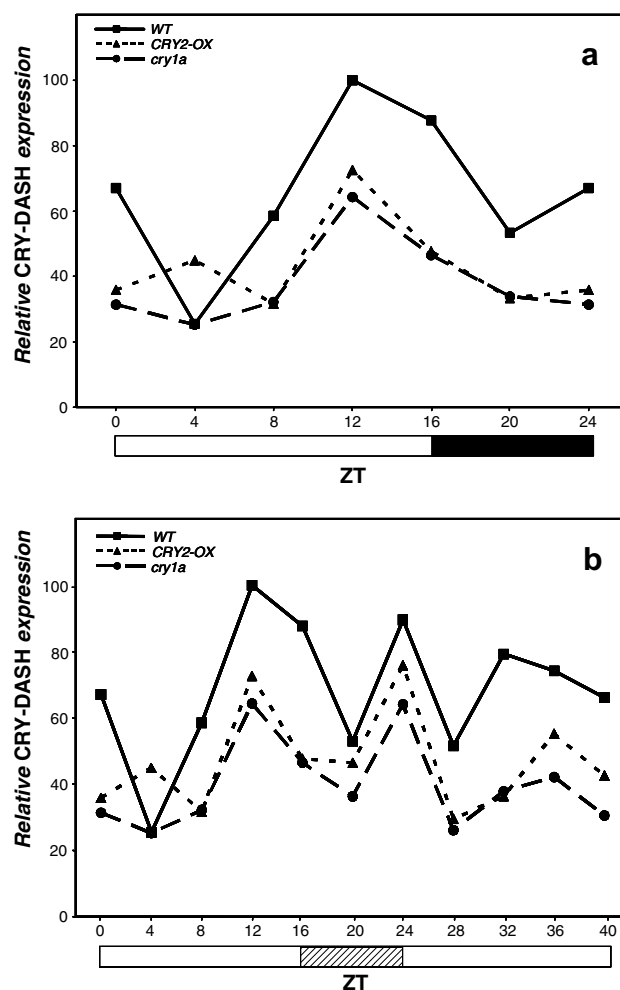 WT
CRY2-OX
cry1a
a
Relative CRY-DASH expression
100
80
60
40
20
0
0 4 8 12 16 20 24
ZT
WT
CRY2-OX
cry1a
b
Relative CRY-DASH expression
100
80
60
40
20
0
0 4 8 12 16 20 24 28 32 36 40
ZT